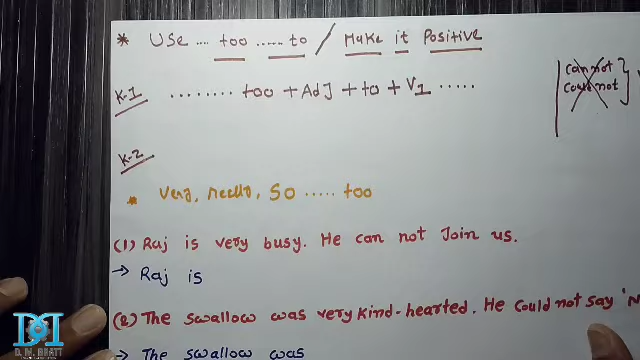 * Use .... too ...... to / Make it Positive
K-1 ........ too + Adj + to + V1 .....
can not
could not
K-2
* very, really, so ..... too
(1) Raj is very busy. He can not Join us.
→ Raj is
(2) The swallow was very kind-hearted. He could not say 'N
→ The swallow was
D. M. BHATT